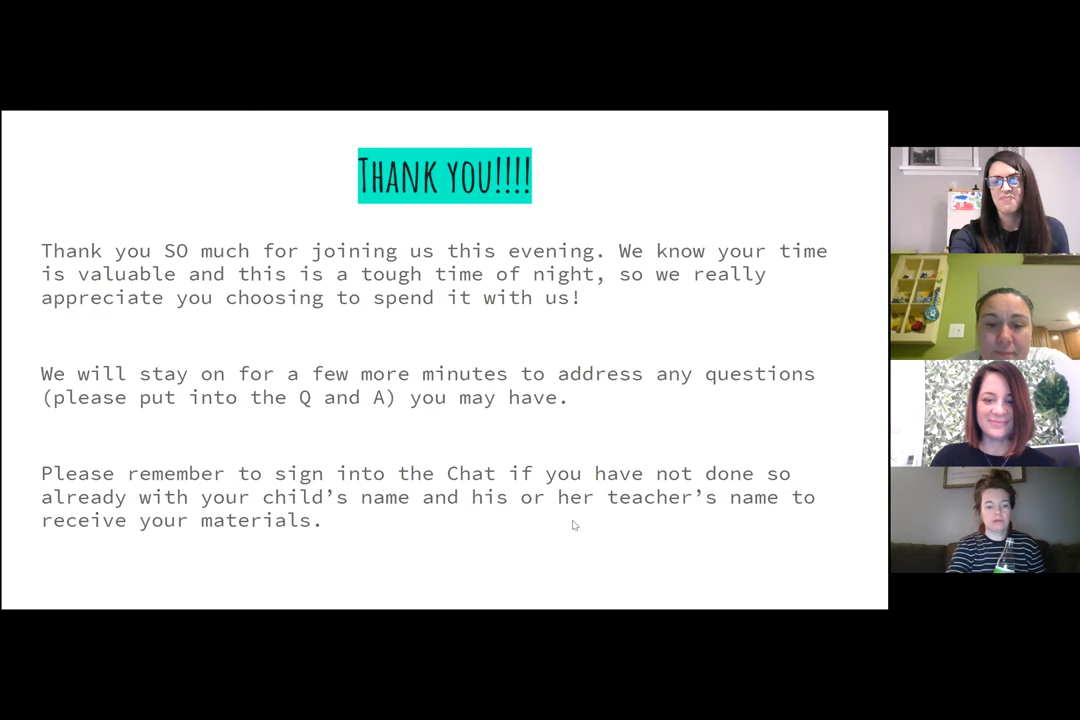 Thank you!!!!
Thank you SO much for joining us this evening. We know your time
is valuable and this is a tough time of night, so we really
appreciate you choosing to spend it with us!
We will stay on for a few more minutes to address any questions
(please put into the Q and A) you may have.
Please remember to sign into the Chat if you have not done so
already with your child’s name and his or her teacher’s name to
receive your materials.